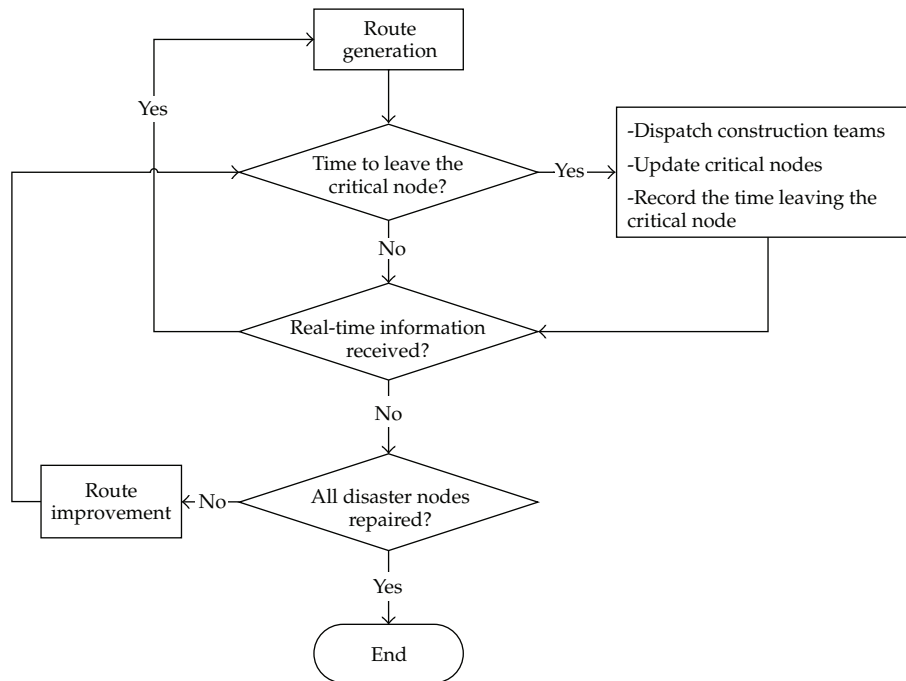 Route
generation
Yes
Time to leave the
critical node?
Yes
-Dispatch construction teams
-Update critical nodes
-Record the time leaving the
critical node
No
Real-time information
received?
No
All disaster nodes
repaired?
No
Route
improvement
Yes
End